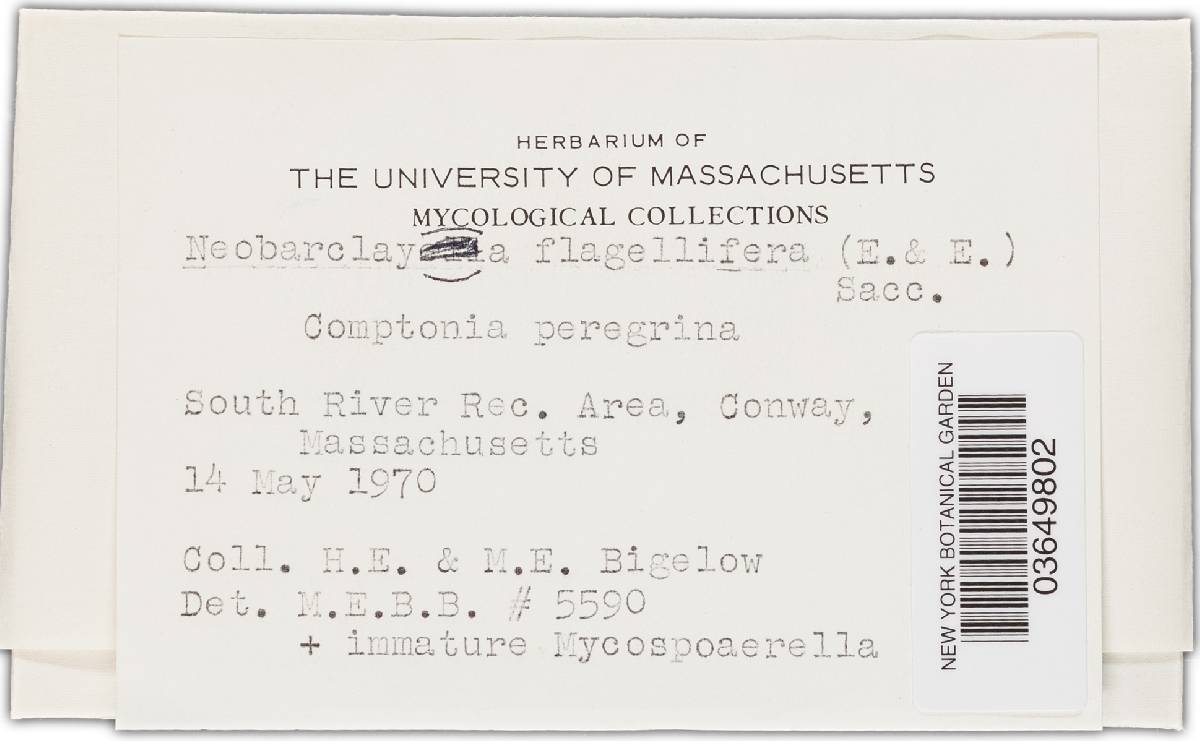 HERBARIUM OF
THE UNIVERSITY OF MASSACHUSETTS
MYCOLOGICAL COLLECTIONS
Neobarclaya flagellifera (E.& E.)
Sacc.
Comptonia peregrina
South River Rec. Area, Conway,
Massachusetts
14 May 1970
Coll. H.E. & M.E. Bigelow
Det. M.E.B.B. # 5590
+ immature Mycospoaerella
NEW YORK BOTANICAL GARDEN
03649802